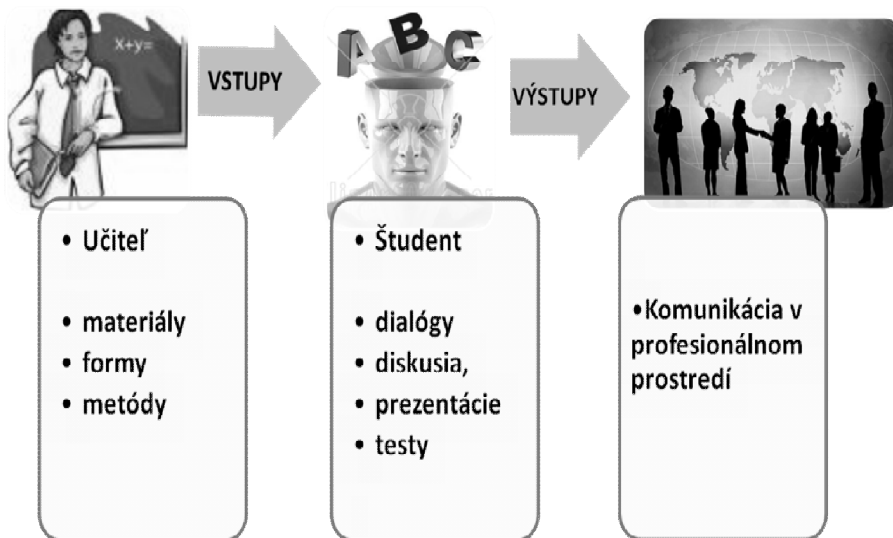 X+y=
VSTUPY
A B C
VÝSTUPY
• Učiteľ
• materiály
• formy
• metódy
• Študent
• dialógy
• diskusia,
• prezentácie
• testy
•Komunikácia v
profesionálnom
prostredí